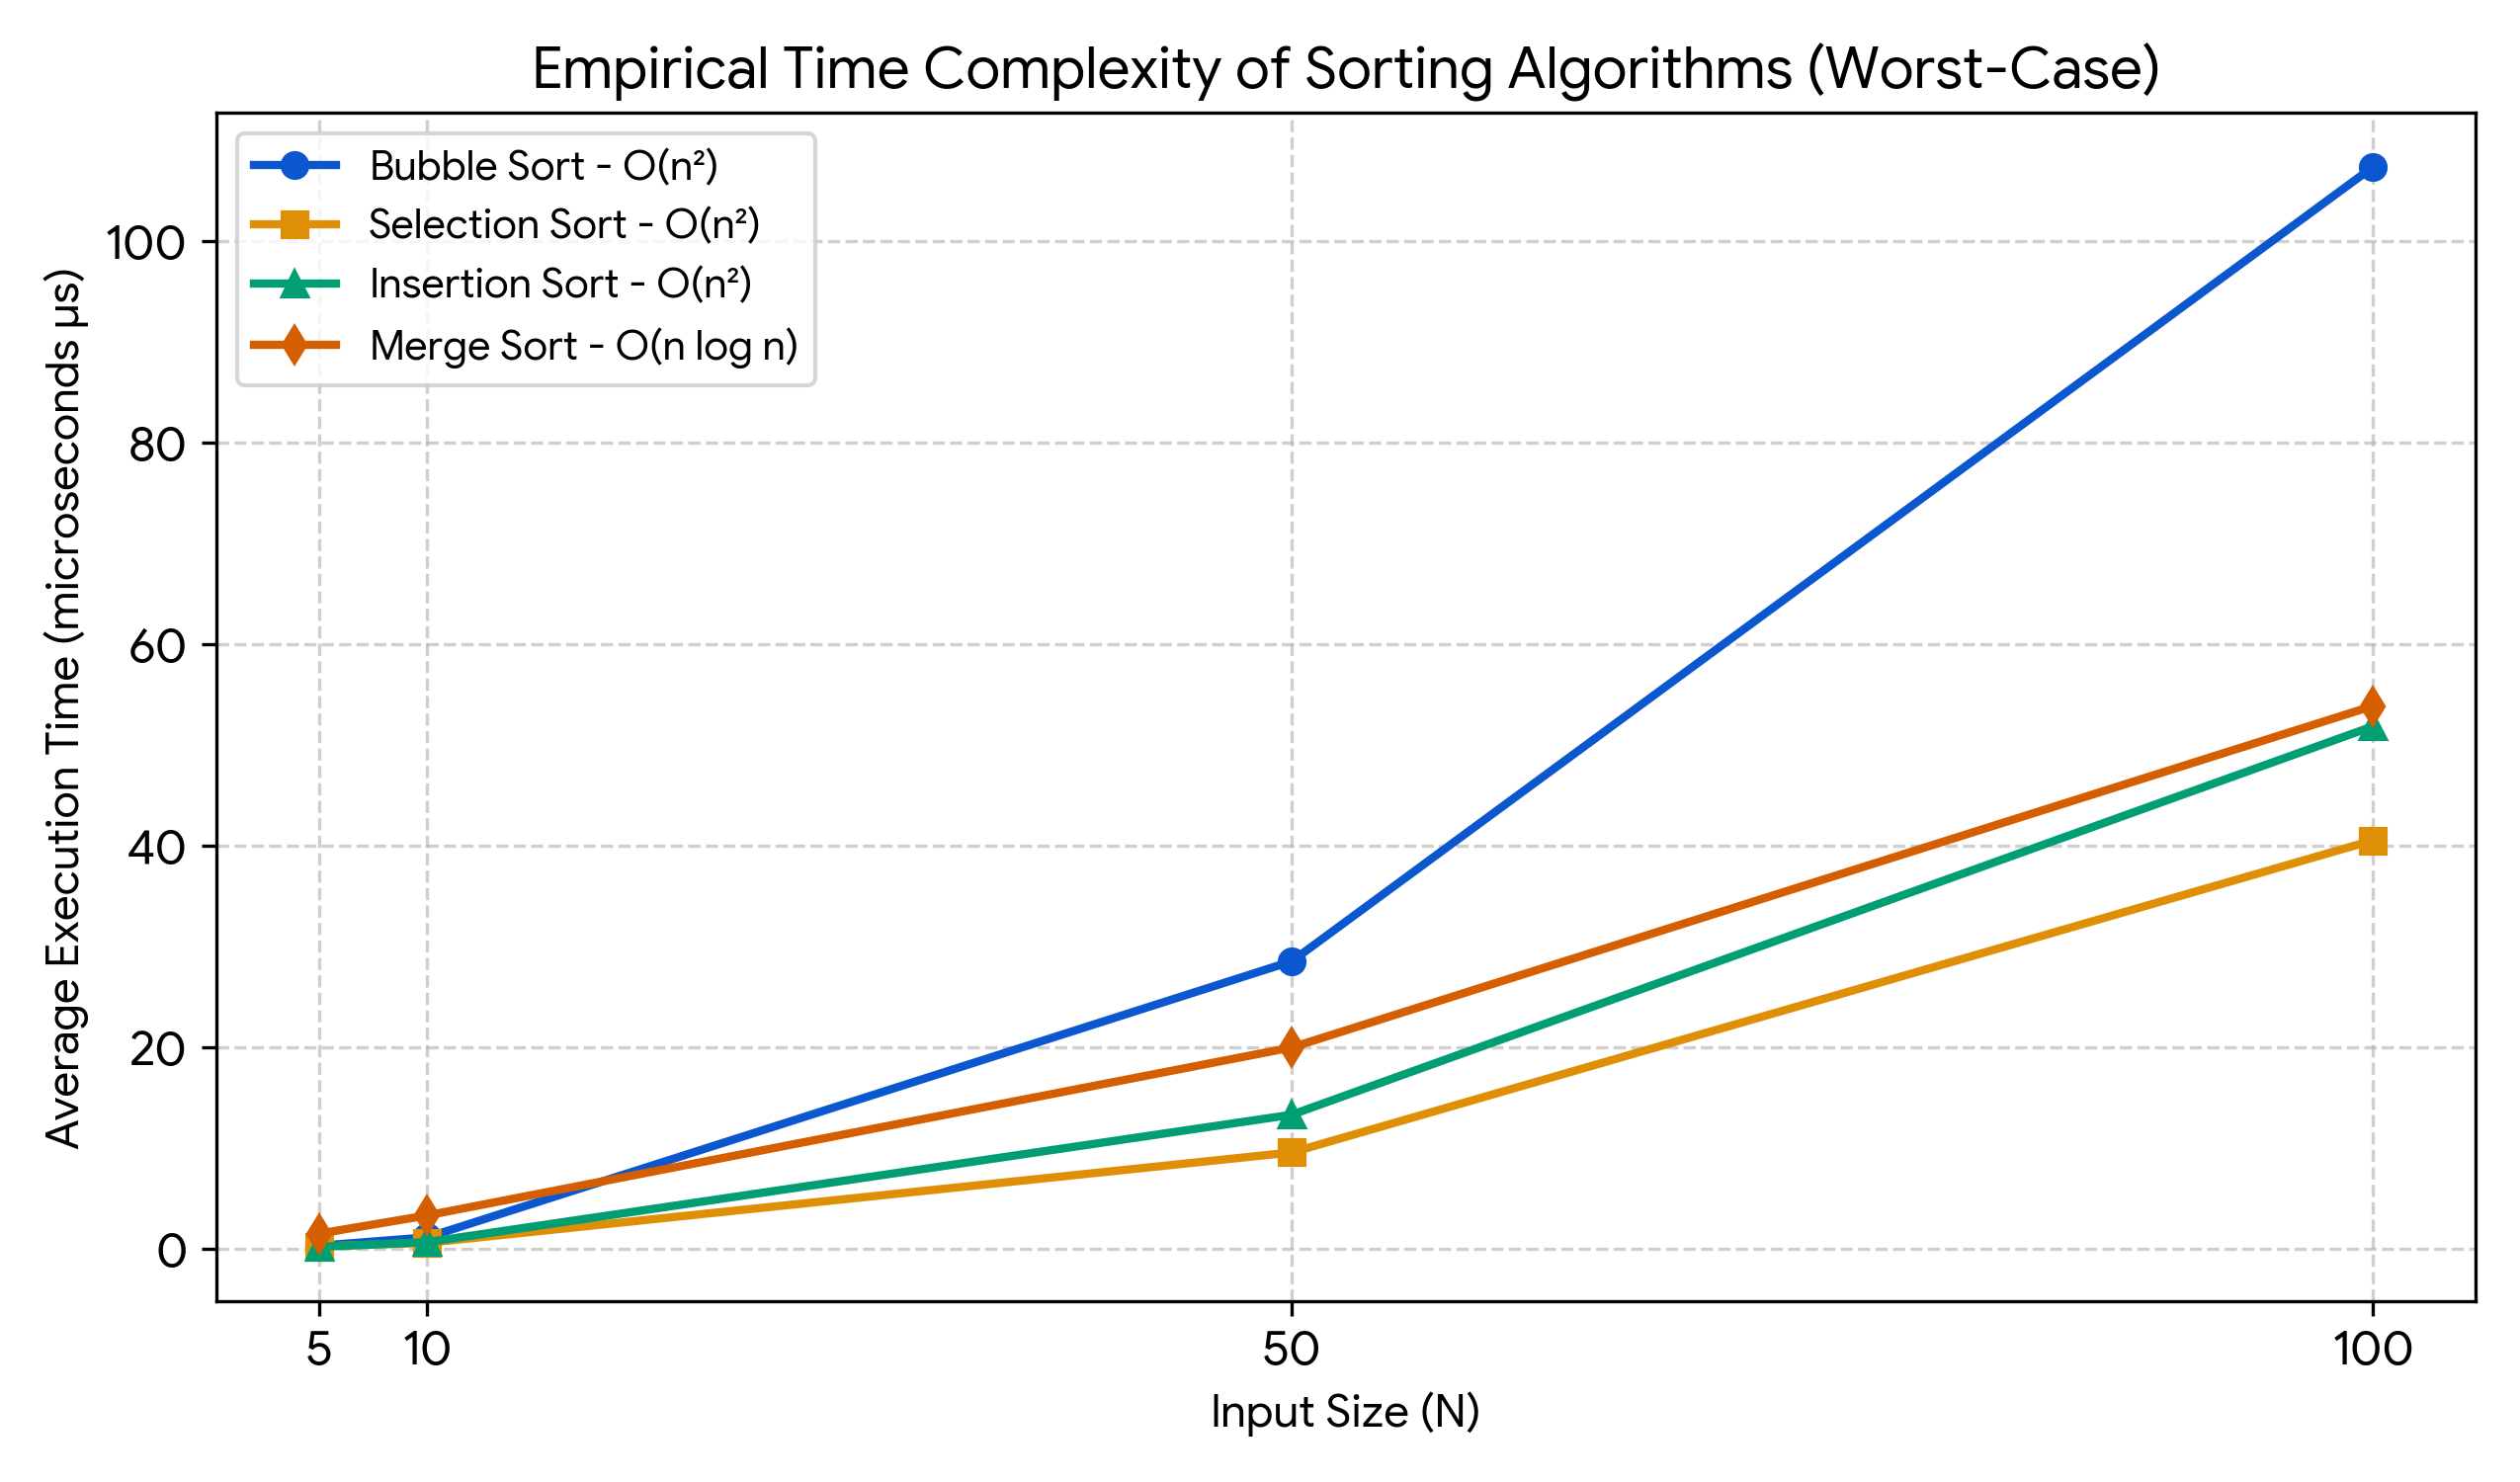 Empirical Time Complexity of Sorting Algorithms (Worst-Case)
Bubble Sort - O(n²)
Selection Sort - O(n²)
Insertion Sort - O(n²)
Merge Sort - O(n log n)
Average Execution Time (microseconds µs)
100
80
60
40
20
0
5 10 50 100
Input Size (N)